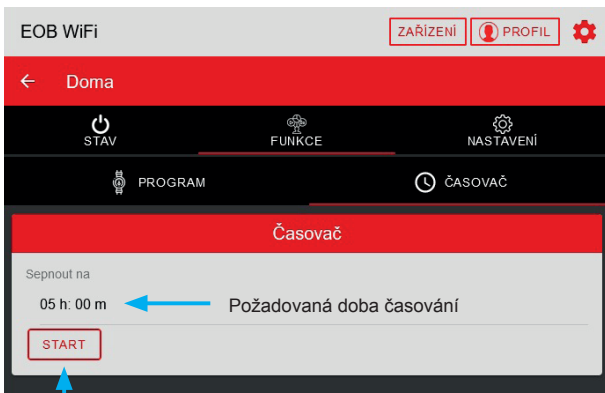 EOB WiFi
ZAŘÍZENÍ
PROFIL
Doma
STAV
FUNKCE
NASTAVENÍ
PROGRAM
ČASOVAČ
Časovač
Sepnout na
05 h: 00 m
Požadovaná doba časování
START